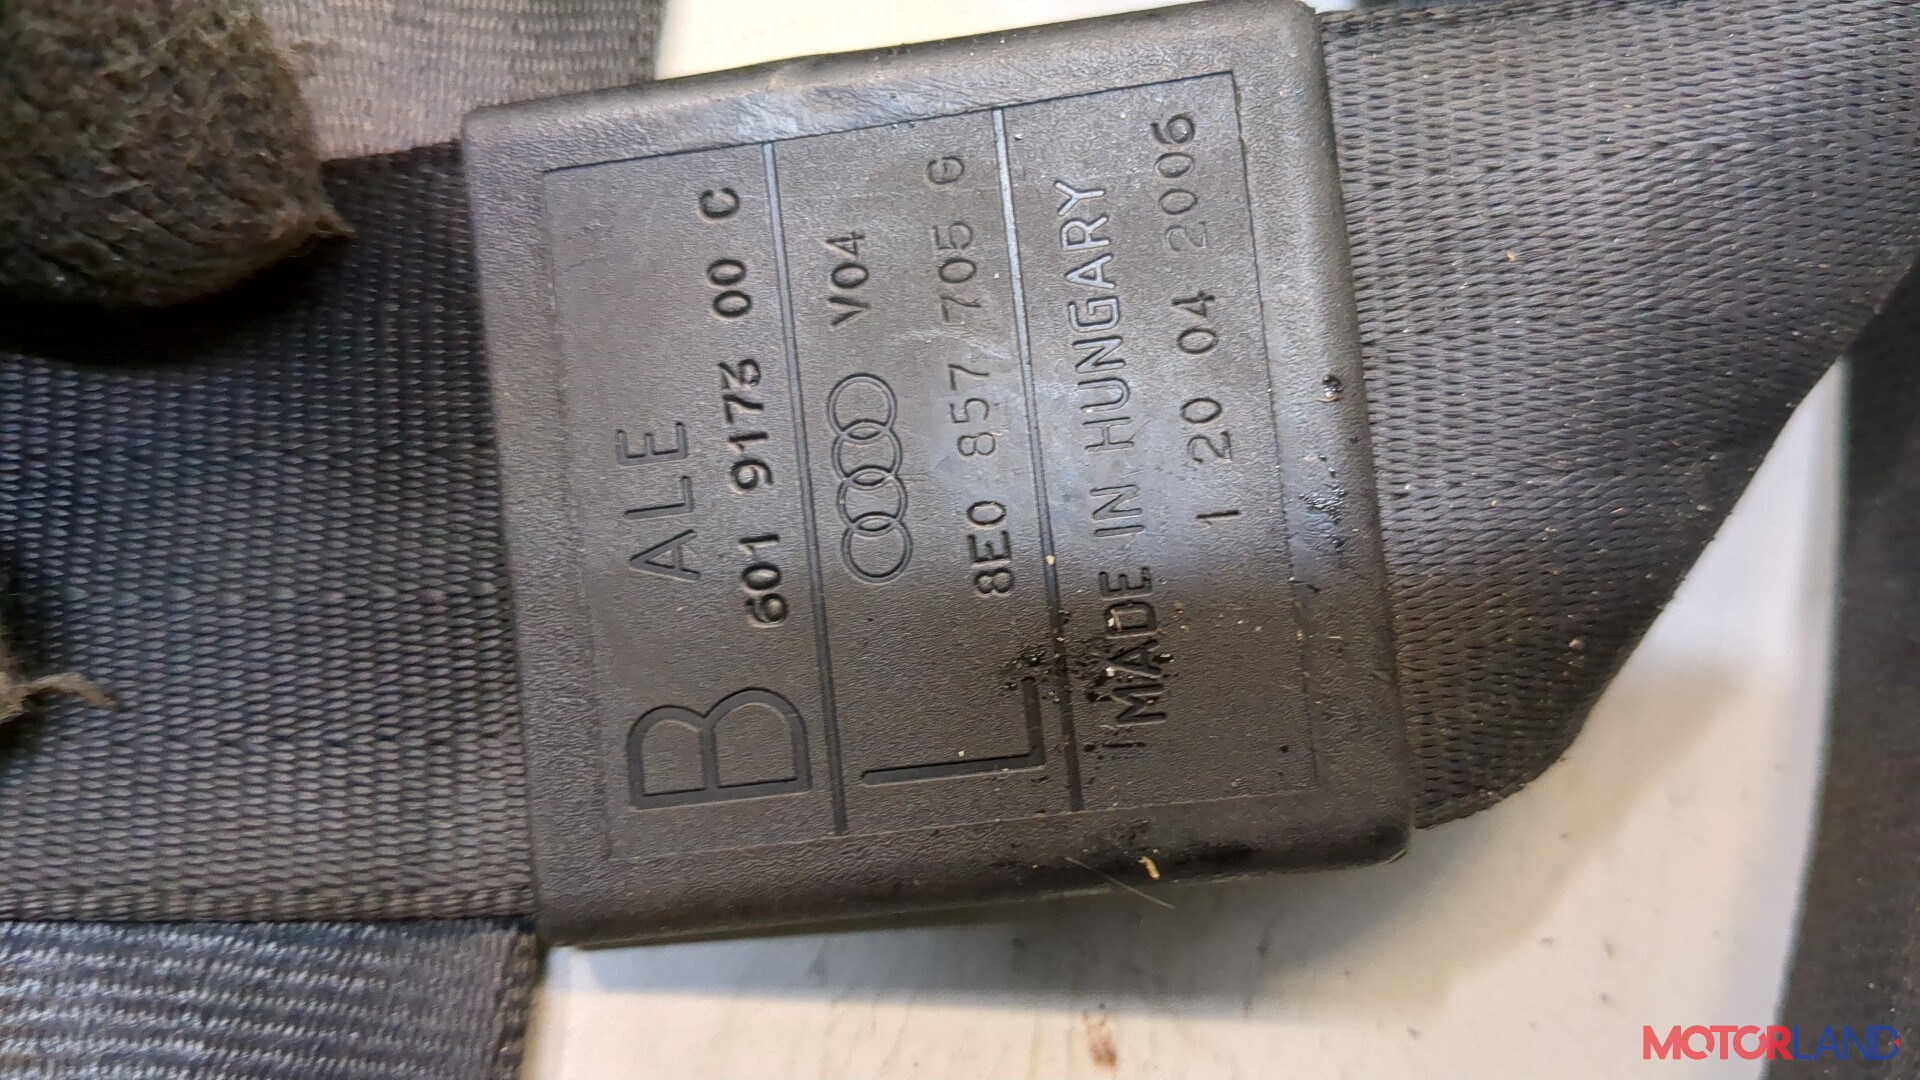 B ALE
601 9173 00 C
V04
L 8E0 857 705 G
MADE IN HUNGARY
1 20 04 2006
MOTORLAND